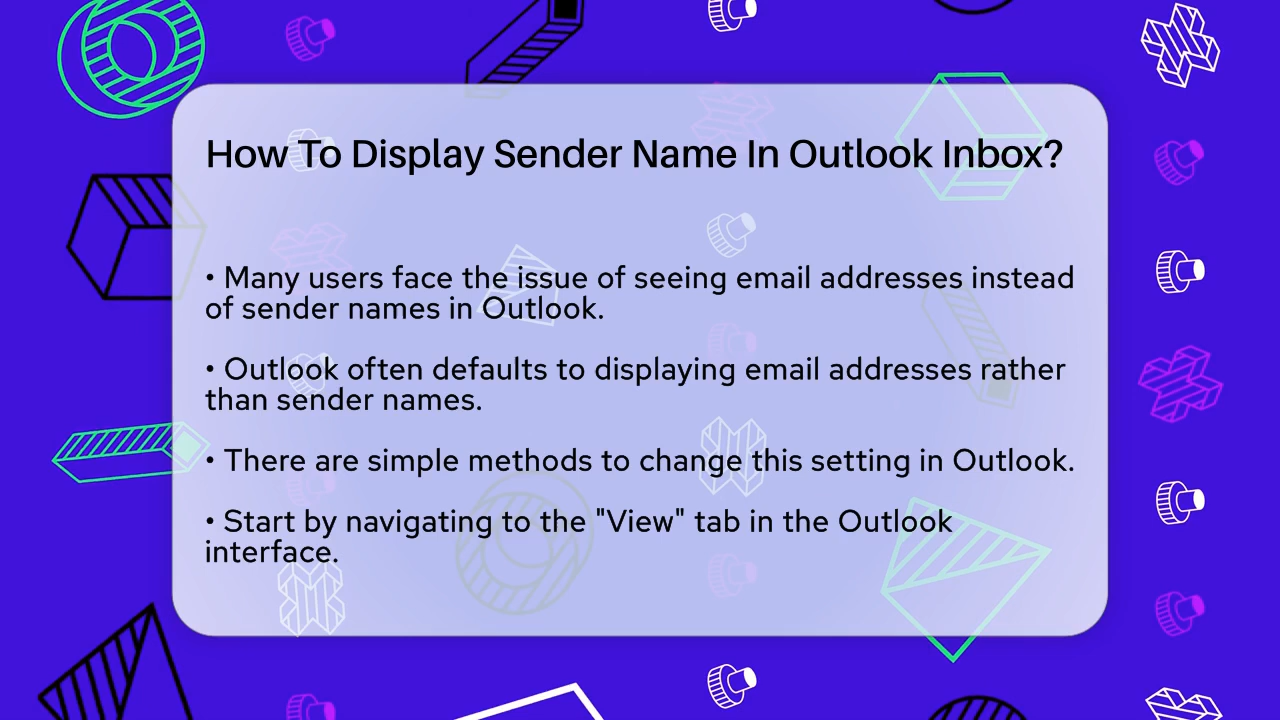 How To Display Sender Name In Outlook Inbox?
• Many users face the issue of seeing email addresses instead
of sender names in Outlook.
• Outlook often defaults to displaying email addresses rather
than sender names.
• There are simple methods to change this setting in Outlook.
• Start by navigating to the "View" tab in the Outlook
interface.